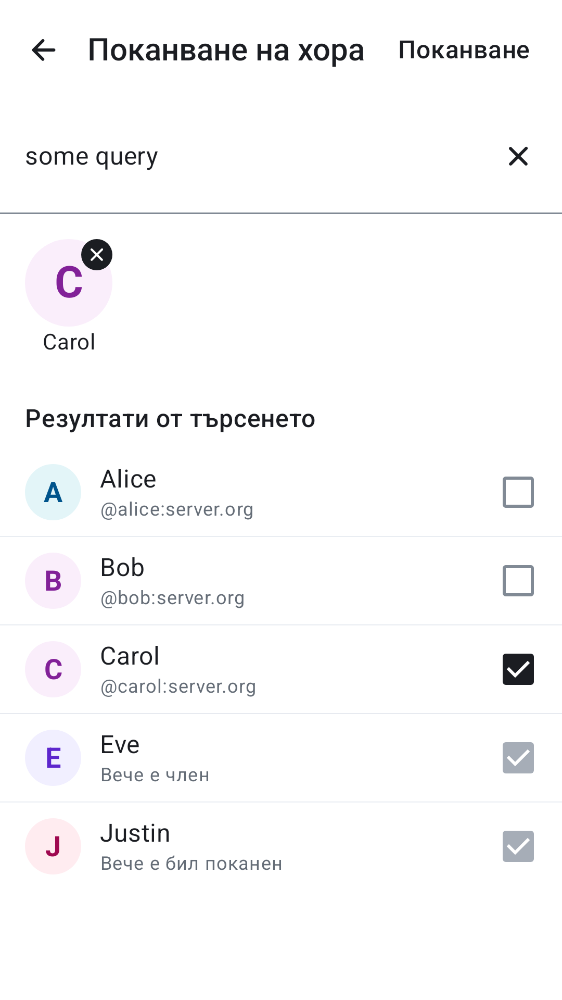 Поканване на хора Поканване
some query
C
Carol
Резултати от търсенето
A Alice
@alice:server.org
B Bob
@bob:server.org
C Carol
@carol:server.org
E Eve
Вече е член
J Justin
Вече е бил поканен